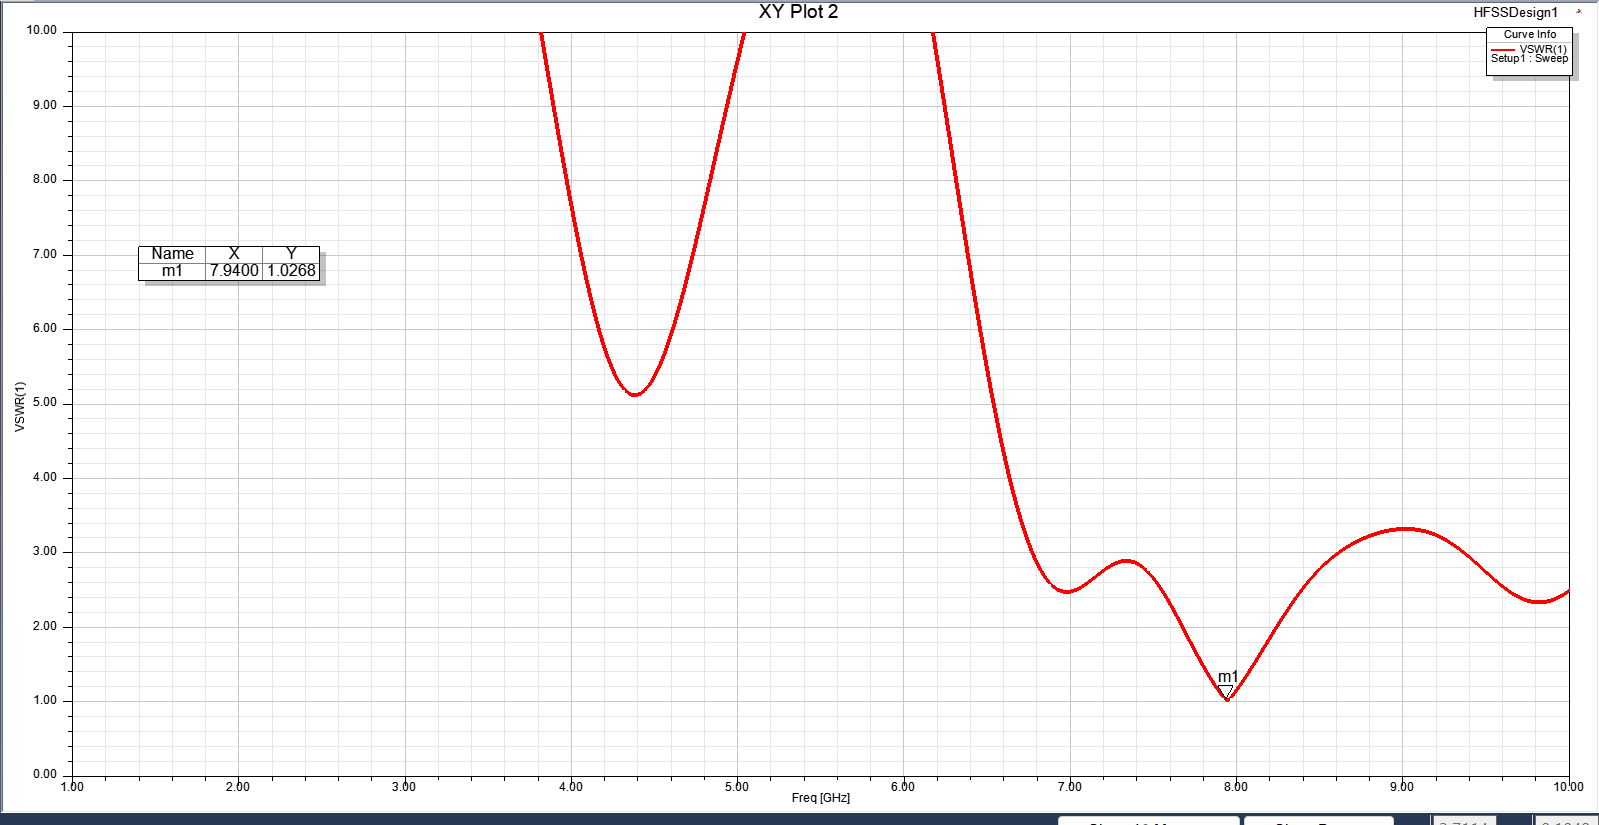 XY Plot 2
HFSSDesign1
Curve Info
VSWR(1)
Setup1 : Sweep
10.00
9.00
8.00
7.00
6.00
5.00
4.00
3.00
2.00
1.00
0.00
VSWR(1)
Name X Y
m1 7.9400 1.0268
m1
1.00 2.00 3.00 4.00 5.00 6.00 7.00 8.00 9.00 10.00
Freq [GHz]